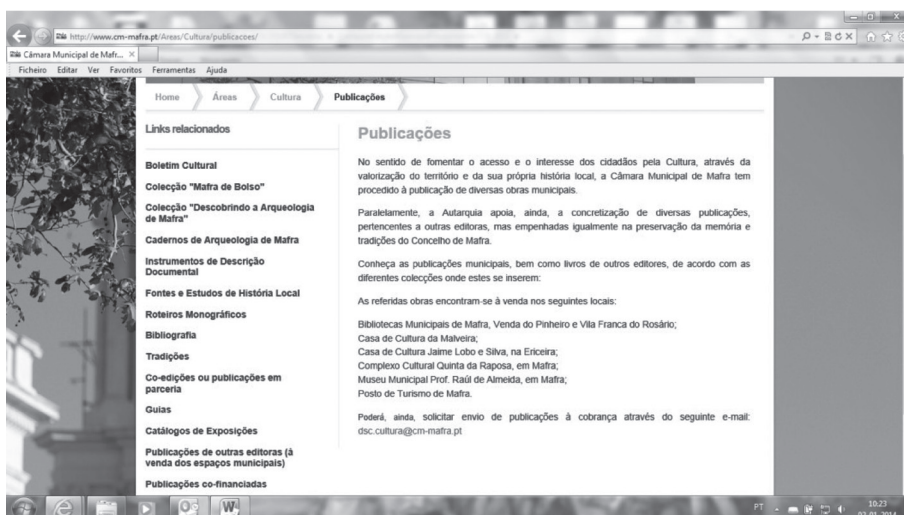 http://www.cm-mafra.pt/Areas/Cultura/publicacoes/
Câmara Municipal de Mafr...
Ficheiro Editar Ver Favoritos Ferramentas Ajuda
Home Áreas Cultura Publicações
Links relacionados
Boletim Cultural
Colecção "Mafra de Bolso"
Colecção "Descobrindo a Arqueologia
de Mafra"
Cadernos de Arqueologia de Mafra
Instrumentos de Descrição
Documental
Fontes e Estudos de História Local
Roteiros Monográficos
Bibliografia
Tradições
Co-edições ou publicações em
parceria
Guias
Catálogos de Exposições
Publicações de outras editoras (à
venda dos espaços municipais)
Publicações co-financiadas
Publicações
No sentido de fomentar o acesso e o interesse dos cidadãos pela Cultura, através da
valorização do território e da sua própria história local, a Câmara Municipal de Mafra tem
procedido à publicação de diversas obras municipais.
Paralelamente, a Autarquia apoia, ainda, a concretização de diversas publicações,
pertencentes a outras editoras, mas empenhadas igualmente na preservação da memória e
tradições do Concelho de Mafra.
Conheça as publicações municipais, bem como livros de outros editores, de acordo com as
diferentes colecções onde estes se inserem:
As referidas obras encontram-se à venda nos seguintes locais:
Bibliotecas Municipais de Mafra, Venda do Pinheiro e Vila Franca do Rosário;
Casa de Cultura da Malveira;
Casa de Cultura Jaime Lobo e Silva, na Ericeira;
Complexo Cultural Quinta da Raposa, em Mafra;
Museu Municipal Prof. Raúl de Almeida, em Mafra;
Posto de Turismo de Mafra.
Poderá, ainda, solicitar envio de publicações à cobrança através do seguinte e-mail:
dsc.cultura@cm-mafra.pt
PT
10:23
02-01-2014